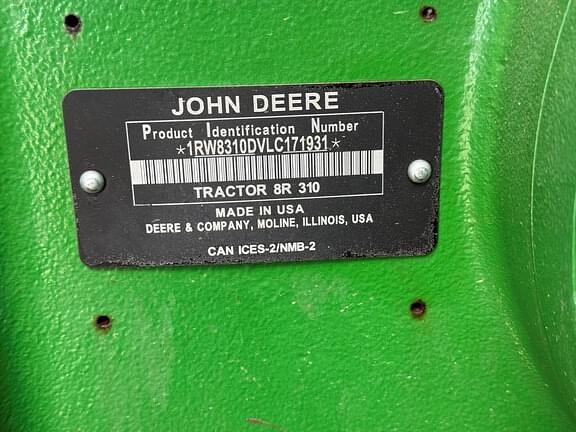 JOHN DEERE
Product Identification Number
*1RW8310DVLC171931*
TRACTOR 8R 310
MADE IN USA
DEERE & COMPANY, MOLINE, ILLINOIS, USA
CAN ICES-2/NMB-2